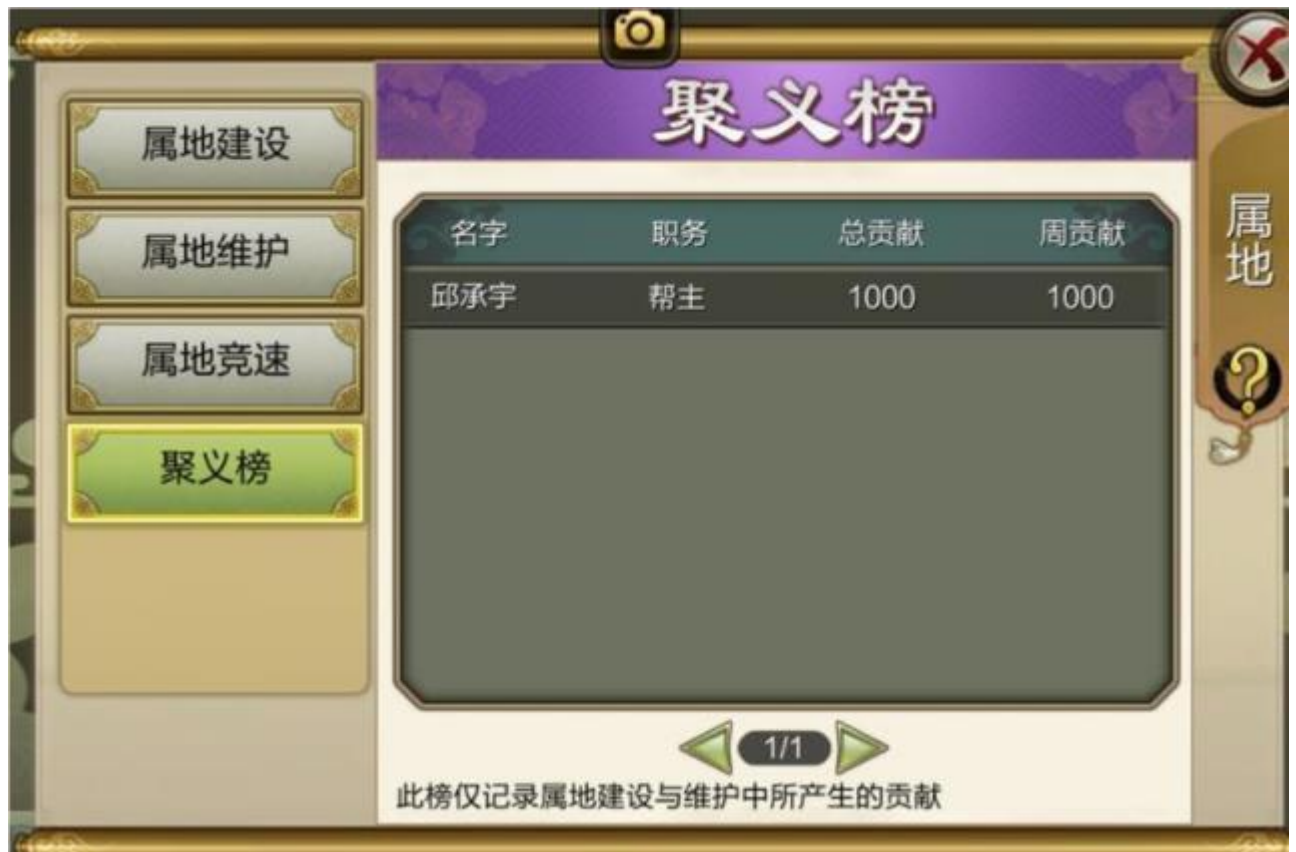 聚义榜
属地
属地建设
属地维护
属地竞速
聚义榜
名字 职务 总贡献 周贡献
邱承宇 帮主 1000 1000
1/1
此榜仅记录属地建设与维护中所产生的贡献